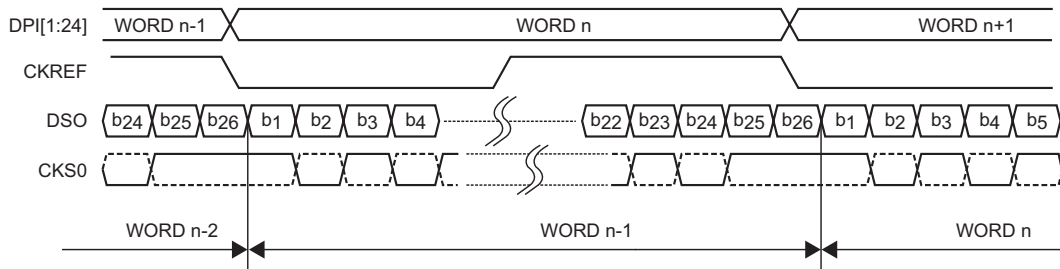 DPI[1:24] WORD n-1 WORD n WORD n+1
CKREF
DSO b24 b25 b26 b1 b2 b3 b4 b22 b23 b24 b25 b26 b1 b2 b3 b4 b5
CKS0
WORD n-2 WORD n-1 WORD n